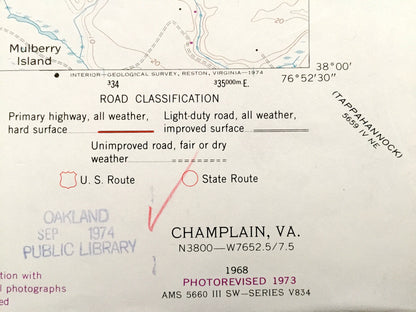 20
20
Mulberry
Island
INTERIOR—GEOLOGICAL SURVEY, RESTON, VIRGINIA—1974
38°00′
76°52′30″
334
335000m E.
(TAPPAHANNOCK)
5659 IV NE
ROAD CLASSIFICATION
Primary highway, all weather,
hard surface
Light-duty road, all weather,
improved surface
Unimproved road, fair or dry
weather
U. S. Route
State Route
OAKLAND
SEP 1974
PUBLIC LIBRARY
CHAMPLAIN, VA.
N3800—W7652.5/7.5
1968
PHOTOREVISED 1973
AMS 5660 III SW—SERIES V834
tion with
l photographs
ed